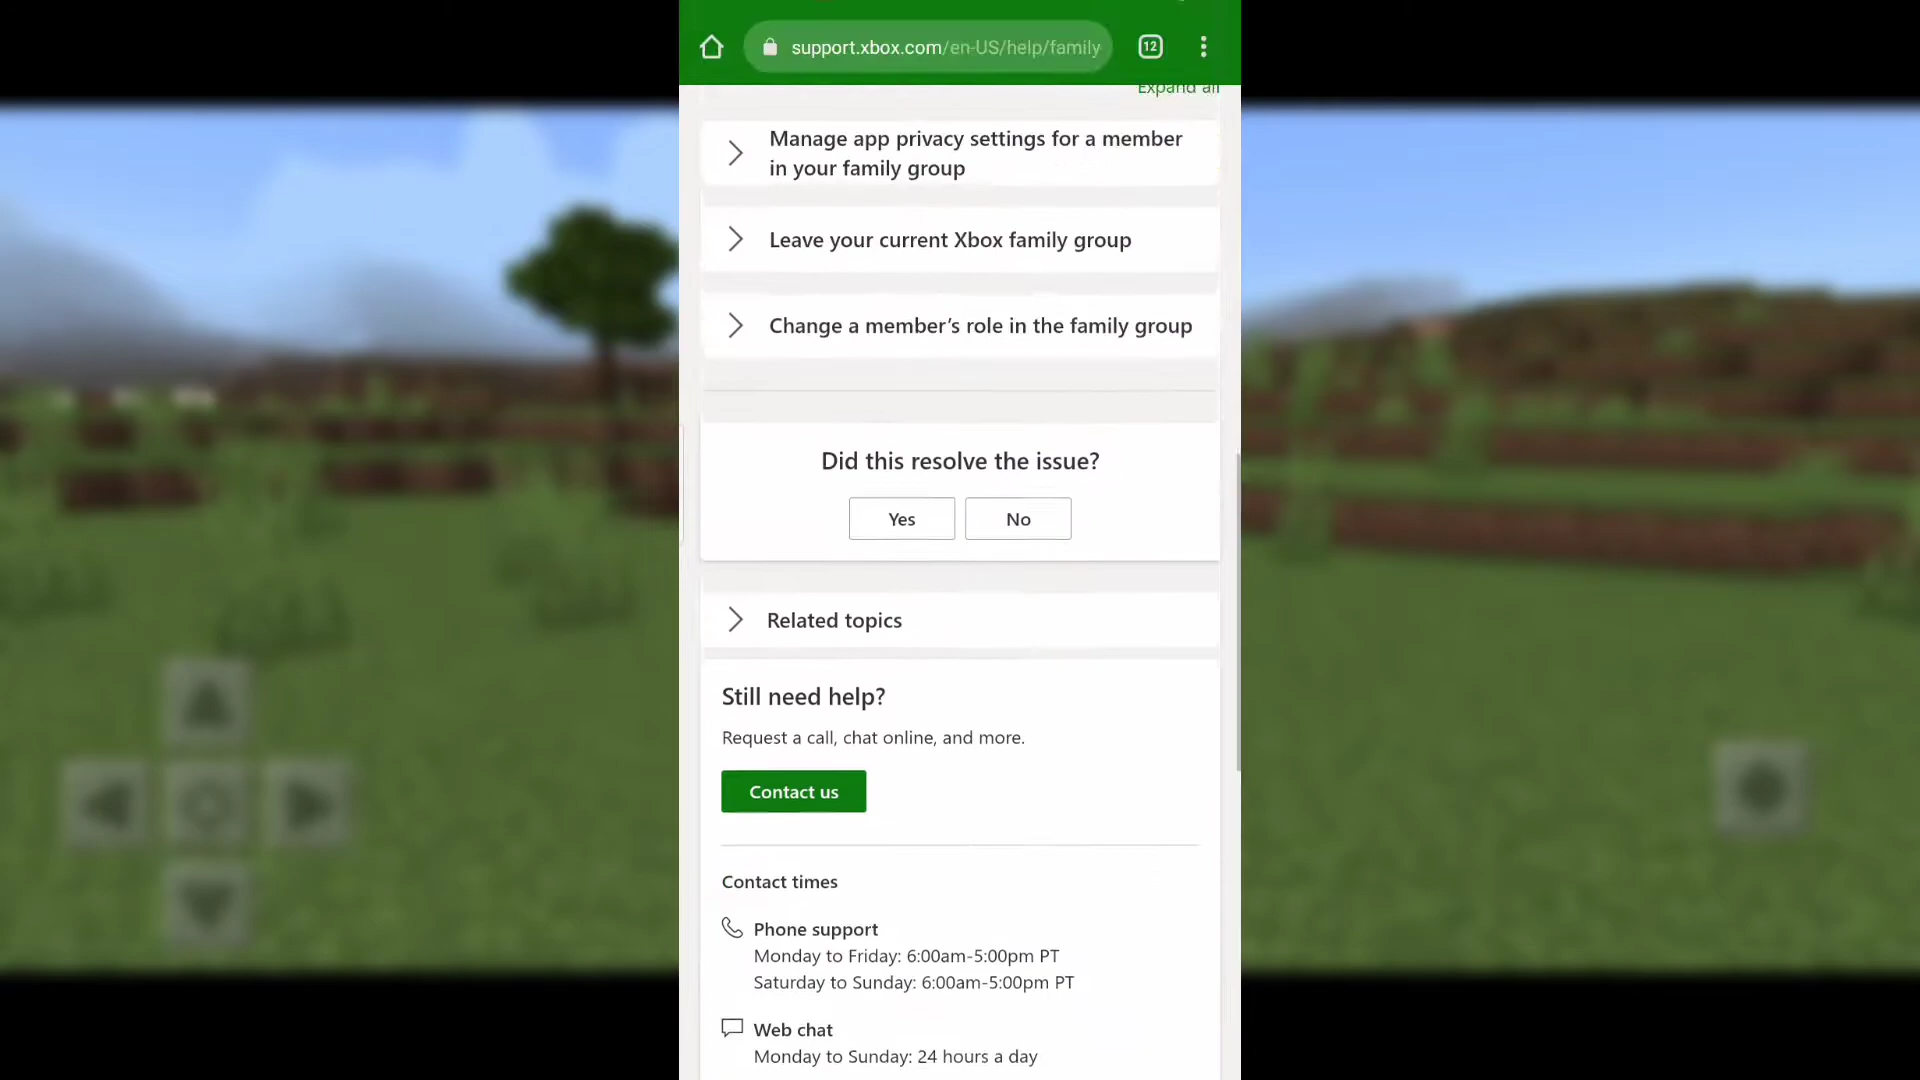 support.xbox.com/en-US/help/family
12
Expand all
Manage app privacy settings for a member
in your family group
Leave your current Xbox family group
Change a member’s role in the family group
Did this resolve the issue?
Yes
No
Related topics
Still need help?
Request a call, chat online, and more.
Contact us
Contact times
Phone support
Monday to Friday: 6:00am-5:00pm PT
Saturday to Sunday: 6:00am-5:00pm PT
Web chat
Monday to Sunday: 24 hours a day